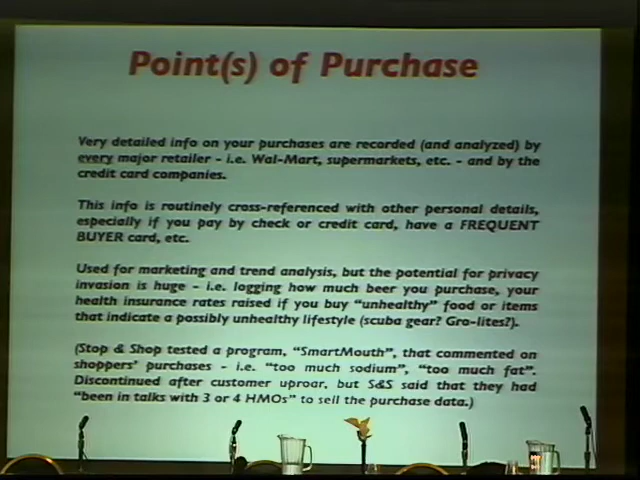 Point(s) of Purchase
Very detailed info on your purchases are recorded (and analyzed) by
every major retailer - i.e. Wal-Mart, supermarkets, etc. - and by the
credit card companies.
This info is routinely cross-referenced with other personal details,
especially if you pay by check or credit card, have a FREQUENT
BUYER card, etc.
Used for marketing and trend analysis, but the potential for privacy
invasion is huge - i.e. logging how much beer you purchase, your
health insurance rates raised if you buy "unhealthy" food or items
that indicate a possibly unhealthy lifestyle (scuba gear? Gro-lites?).
(Stop & Shop tested a program, "SmartMouth", that commented on
shoppers' purchases - i.e. "too much sodium", "too much fat".
Discontinued after customer uproar, but S&S said that they had
"been in talks with 3 or 4 HMOs" to sell the purchase data.)